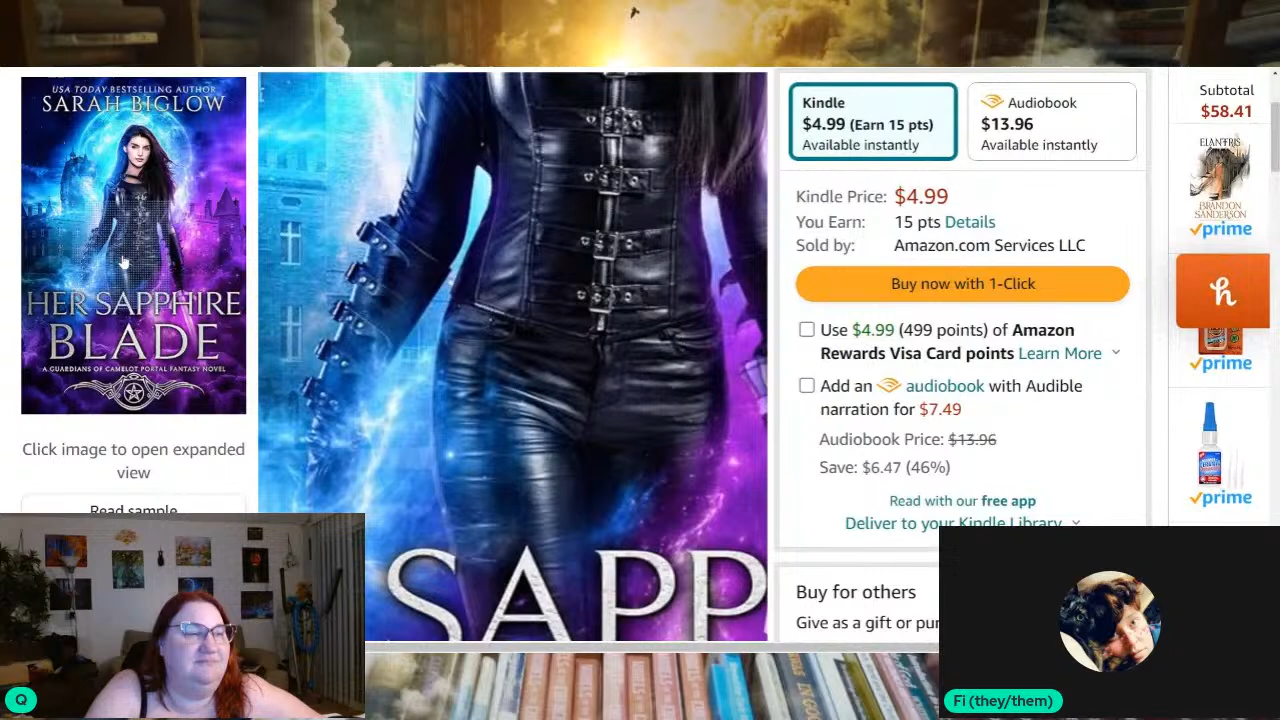 USA TODAY BESTSELLING AUTHOR
SARAH BIGLOW
HER SAPPHIRE
BLADE
A GUARDIANS OF CAMELOT PORTAL FANTASY NOVEL
Click image to open expanded
view
Read sample
SAPP
Kindle
$4.99 (Earn 15 pts)
Available instantly
Audiobook
$13.96
Available instantly
Kindle Price: $4.99
You Earn: 15 pts Details
Sold by: Amazon.com Services LLC
Buy now with 1-Click
Use $4.99 (499 points) of Amazon
Rewards Visa Card points Learn More
Add an audiobook with Audible
narration for $7.49
Audiobook Price: $13.96
Save: $6.47 (46%)
Read with our free app
Deliver to your Kindle Library
Buy for others
Give as a gift or pur
Subtotal
$58.41
ELANTRIS
BRANDON
SANDERSON
prime
h
prime
prime
Q
Fi (they/them)